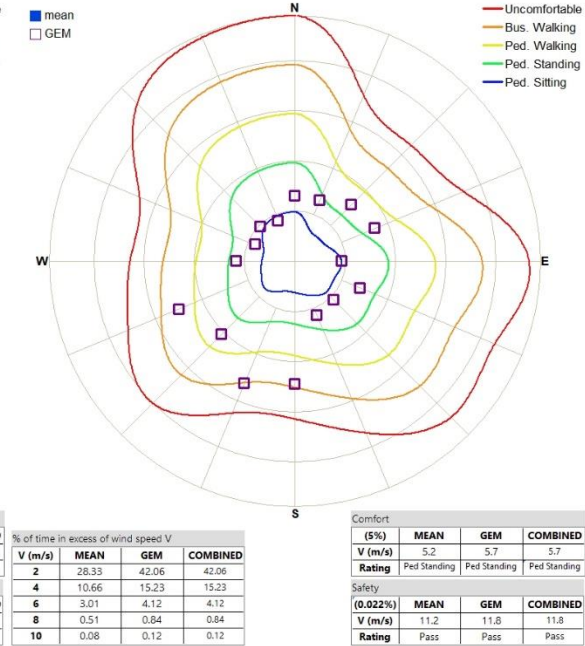 mean
GEM
Uncomfortable
Bus. Walking
Ped. Walking
Ped. Standing
Ped. Sitting
N
W
E
S
% of time in excess of wind speed V
V (m/s) MEAN GEM COMBINED
2 28.33 42.06 42.06
4 10.66 15.23 15.23
6 3.01 4.12 4.12
8 0.51 0.84 0.84
10 0.08 0.12 0.12
Comfort
(5%) MEAN GEM COMBINED
V (m/s) 5.2 5.7 5.7
Rating Ped Standing Ped Standing Ped Standing
Safety
(0.022%) MEAN GEM COMBINED
V (m/s) 11.2 11.8 11.8
Rating Pass Pass Pass